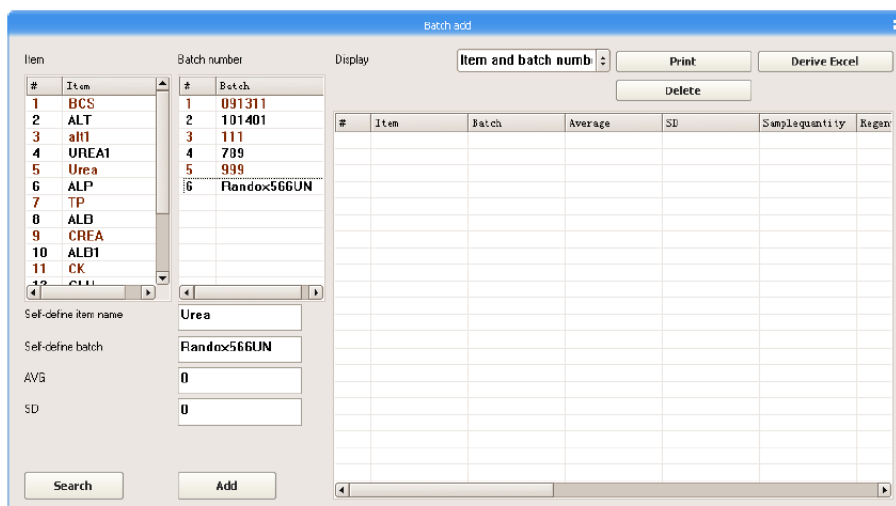 Batch add
Item
Batch number
Display
Item and batch numb
Print
Derive Excel
Delete
# Item
1 BCS
2 ALT
3 alt1
4 UREA1
5 Urea
6 ALP
7 TP
8 ALB
9 CREA
10 ALB1
11 CK
12 GLU
# Batch
1 091311
2 101401
3 111
4 789
5 999
6 Randox566UN
# Item Batch Average SD Samplequantity Regen
Self-define item name Urea
Self-define batch Randox566UN
AVG 0
SD 0
Search
Add